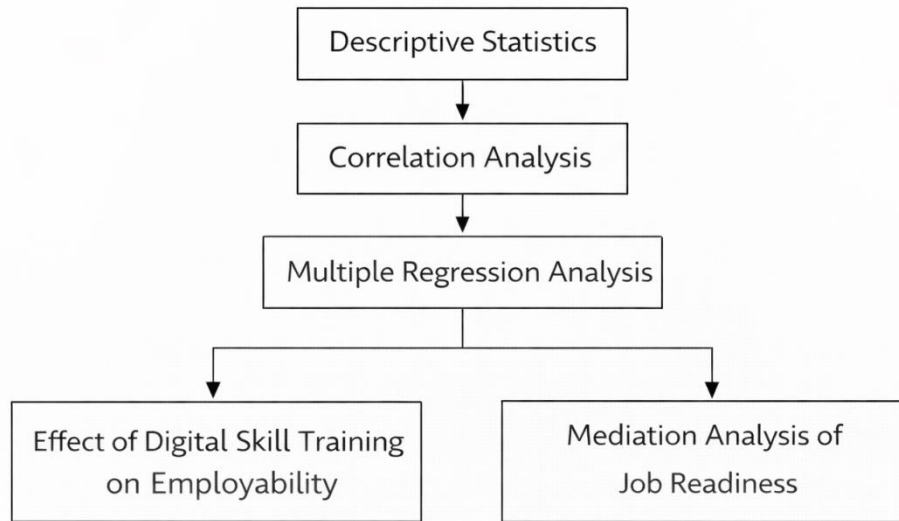 Descriptive Statistics
Correlation Analysis
Multiple Regression Analysis
Effect of Digital Skill Training
on Employability
Mediation Analysis of
Job Readiness